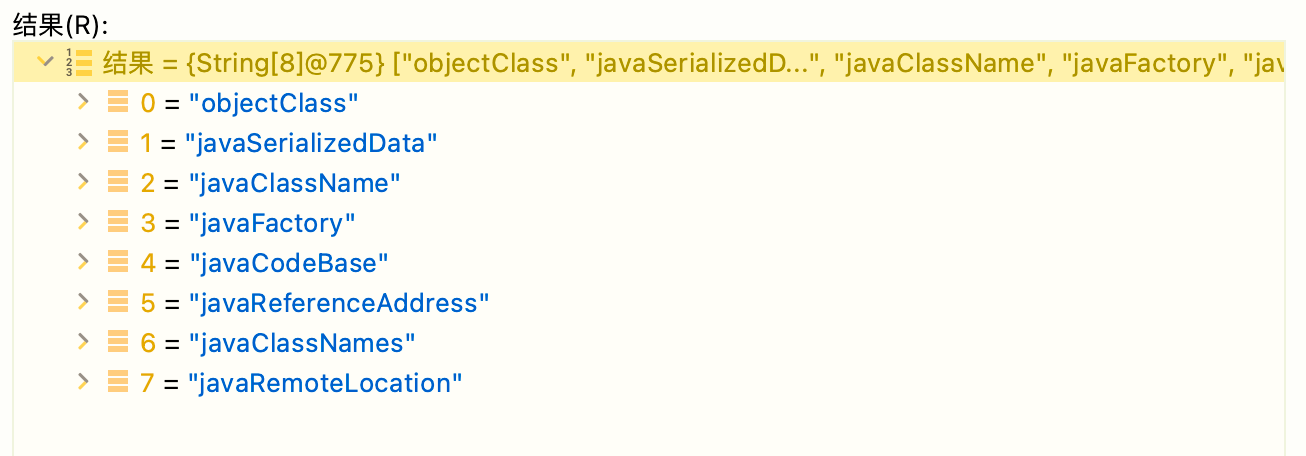 结果(R):
结果 = {String[8]@775} ["objectClass", "javaSerializedD...", "javaClassName", "javaFactory", "jav
0 = "objectClass"
1 = "javaSerializedData"
2 = "javaClassName"
3 = "javaFactory"
4 = "javaCodeBase"
5 = "javaReferenceAddress"
6 = "javaClassNames"
7 = "javaRemoteLocation"